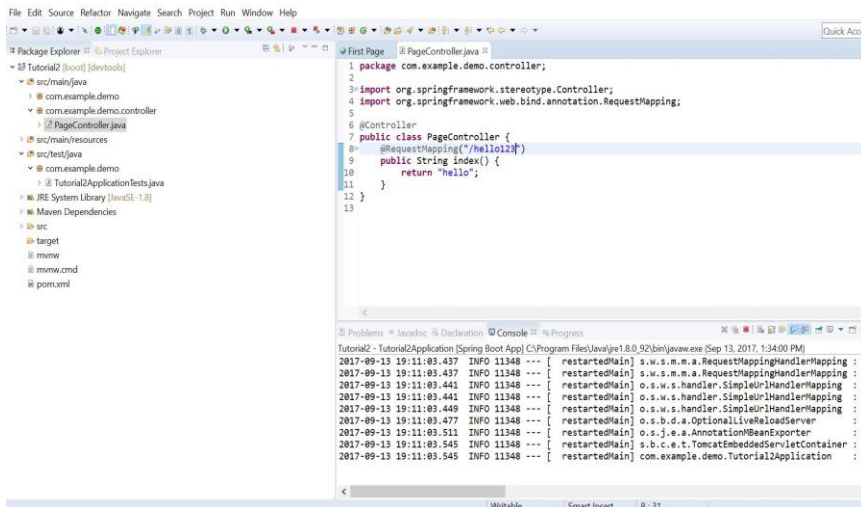 File Edit Source Refactor Navigate Search Project Run Window Help
Quick Acc
Package Explorer Project Explorer
First Page PageController.java
Tutorial2 [boot] [devtools]
src/main/java
com.example.demo
com.example.demo.controller
PageController.java
src/main/resources
src/test/java
com.example.demo
Tutorial2ApplicationTests.java
JRE System Library [JavaSE-1.8]
Maven Dependencies
src
target
mvnw
mvnw.cmd
pom.xml
1 package com.example.demo.controller;
2
3 import org.springframework.stereotype.Controller;
4 import org.springframework.web.bind.annotation.RequestMapping;
5
6 @Controller
7 public class PageController {
8 @RequestMapping("/hello123")
9 public String index() {
10 return "hello";
11 }
12 }
13
Problems @ Javadoc Declaration Console Progress
Tutorial2 - Tutorial2Application [Spring Boot App] C:\Program Files\Java\jre1.8.0_92\bin\javaw.exe (Sep 13, 2017, 1:34:00 PM)
2017-09-13 19:11:03.437 INFO 11348 --- [ restartedMain] s.w.s.m.m.a.RequestMappingHandlerMapping :
2017-09-13 19:11:03.437 INFO 11348 --- [ restartedMain] s.w.s.m.m.a.RequestMappingHandlerMapping :
2017-09-13 19:11:03.441 INFO 11348 --- [ restartedMain] o.s.w.s.handler.SimpleUrlHandlerMapping :
2017-09-13 19:11:03.441 INFO 11348 --- [ restartedMain] o.s.w.s.handler.SimpleUrlHandlerMapping :
2017-09-13 19:11:03.449 INFO 11348 --- [ restartedMain] o.s.w.s.handler.SimpleUrlHandlerMapping :
2017-09-13 19:11:03.477 INFO 11348 --- [ restartedMain] o.s.b.d.a.OptionalLiveReloadServer :
2017-09-13 19:11:03.511 INFO 11348 --- [ restartedMain] o.s.j.e.a.AnnotationMBeanExporter :
2017-09-13 19:11:03.545 INFO 11348 --- [ restartedMain] s.b.c.e.t.TomcatEmbeddedServletContainer :
2017-09-13 19:11:03.545 INFO 11348 --- [ restartedMain] com.example.demo.Tutorial2Application :
Writable Smart Insert 8 : 31